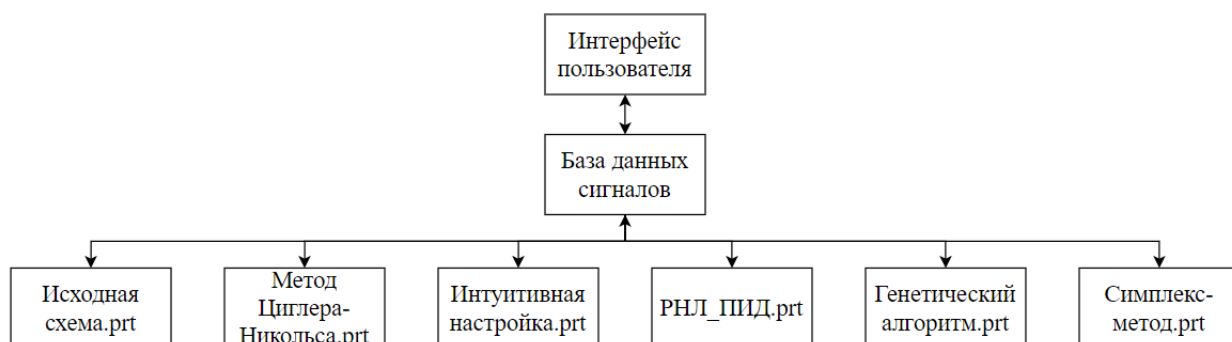 Интерфейс
пользователя
База данных
сигналов
Исходная
схема.prt
Метод
Циглера-
Никольса.prt
Интуитивная
настройка.prt
РНЛ_ПИД.prt
Генетический
алгоритм.prt
Симплекс-
метод.prt